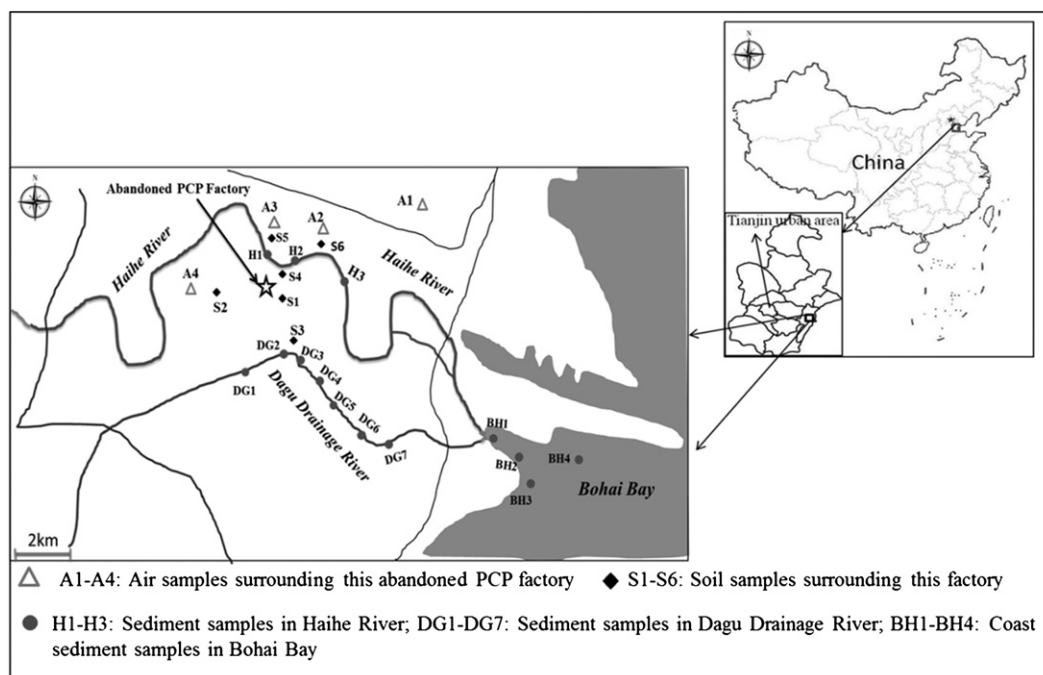 N
China
Tianjin urban area
N
Abandoned PCP Factory
A1
A3
A2
S5
S6
H1
H2
S4
H3
Haihe River
Haihe River
A4
S2
S1
S3
DG2
DG3
DG1
DG4
DG5
DG6
DG7
Dagu Drainage River
BH1
BH2
BH4
BH3
Bohai Bay
2km
A1-A4: Air samples surrounding this abandoned PCP factory
S1-S6: Soil samples surrounding this factory
H1-H3: Sediment samples in Haihe River; DG1-DG7: Sediment samples in Dagu Drainage River; BH1-BH4: Coast
sediment samples in Bohai Bay